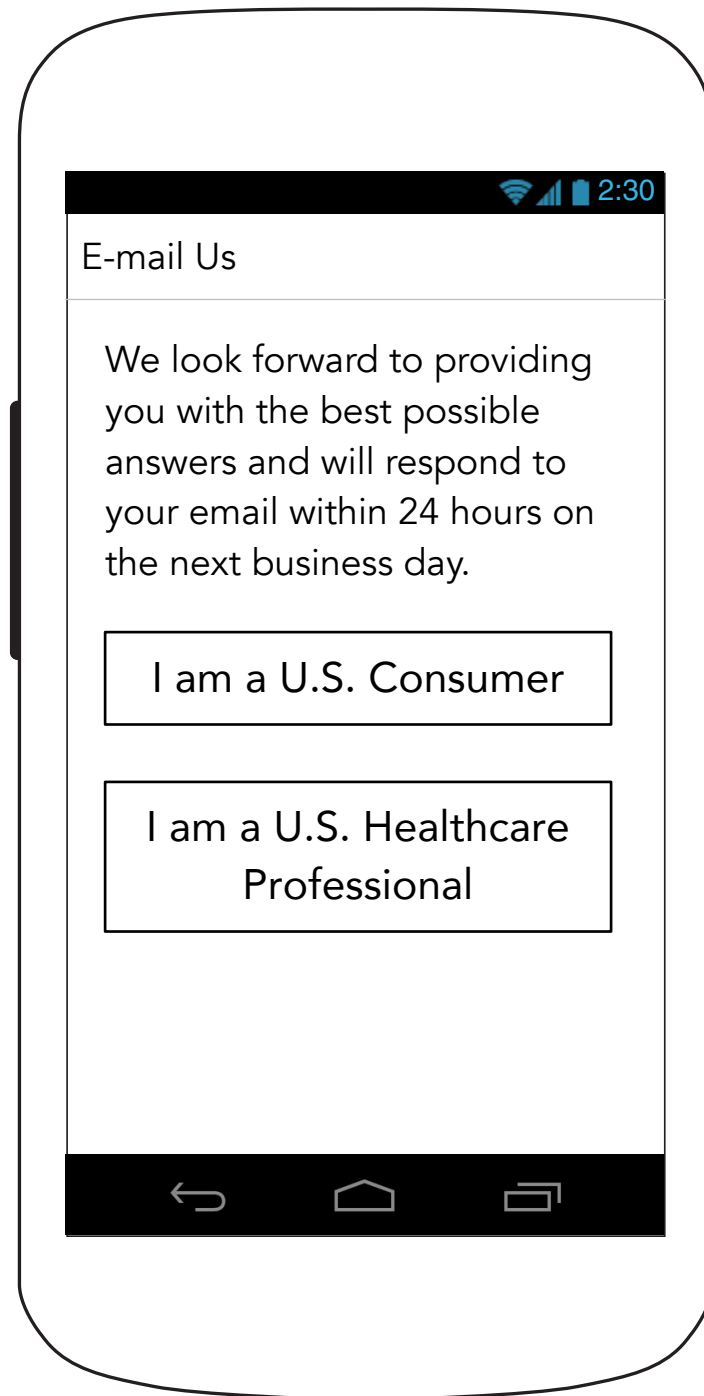 2:30
E-mail Us
We look forward to providing
you with the best possible
answers and will respond to
your email within 24 hours on
the next business day.
I am a U.S. Consumer
I am a U.S. Healthcare
Professional